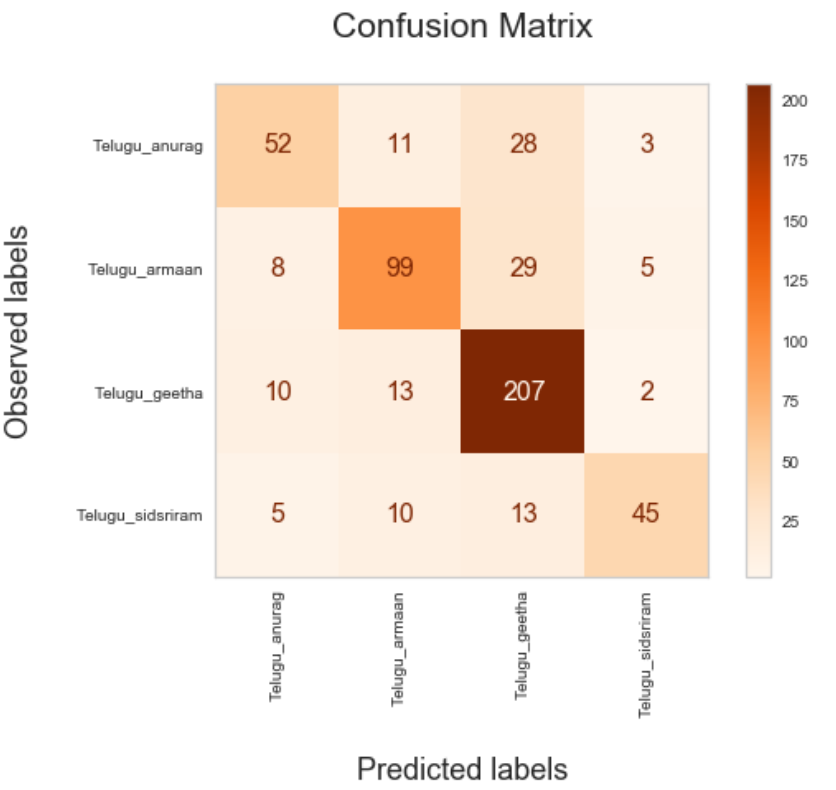 Confusion Matrix
Observed labels
Telugu_anurag 52 11 28 3
Telugu_armaan 8 99 29 5
Telugu_geetha 10 13 207 2
Telugu_sidsriram 5 10 13 45
Telugu_anurag Telugu_armaan Telugu_geetha Telugu_sidsriram
Predicted labels
200
175
150
125
100
75
50
25